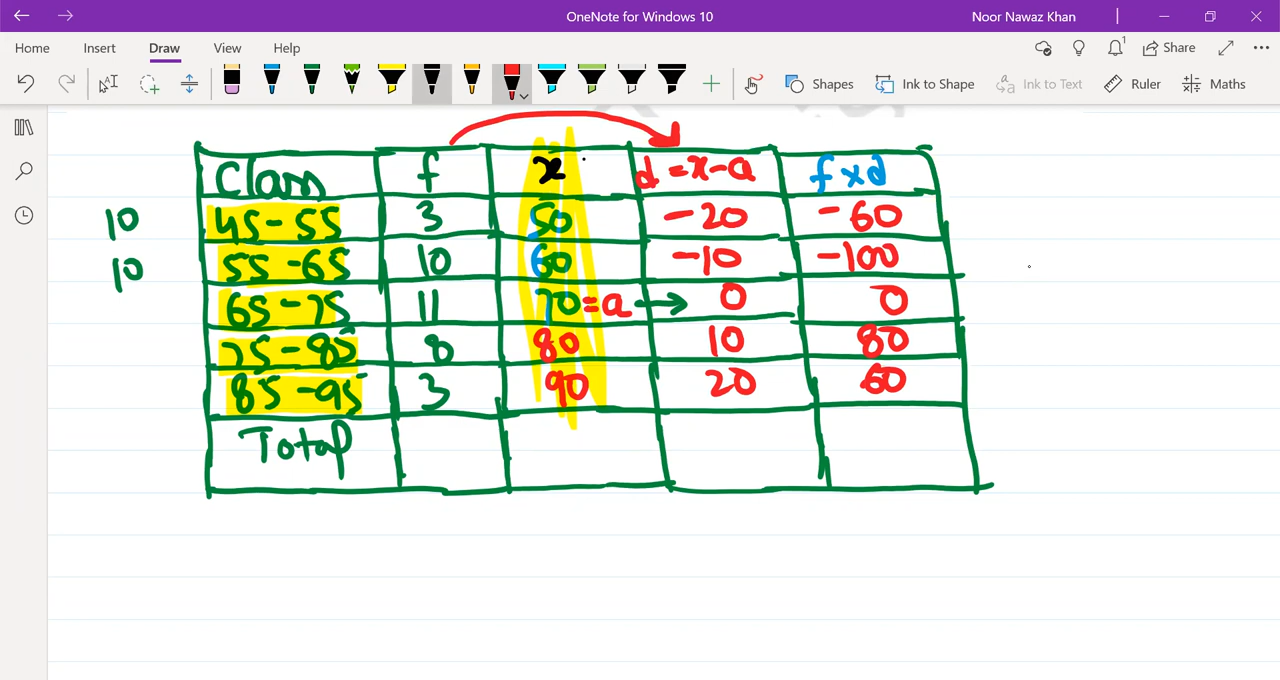 OneNote for Windows 10
Noor Nawaz Khan
Home Insert Draw View Help
1
Share
Shapes Ink to Shape Ink to Text Ruler Maths
Class f x d = x - a f x d
10 45 - 55 3 50 - 20 - 60
10 55 - 65 10 60 - 10 - 100
65 - 75 11 70 = a → 0 0
75 - 85 8 80 10 80
85 - 95 3 90 20 60
Total